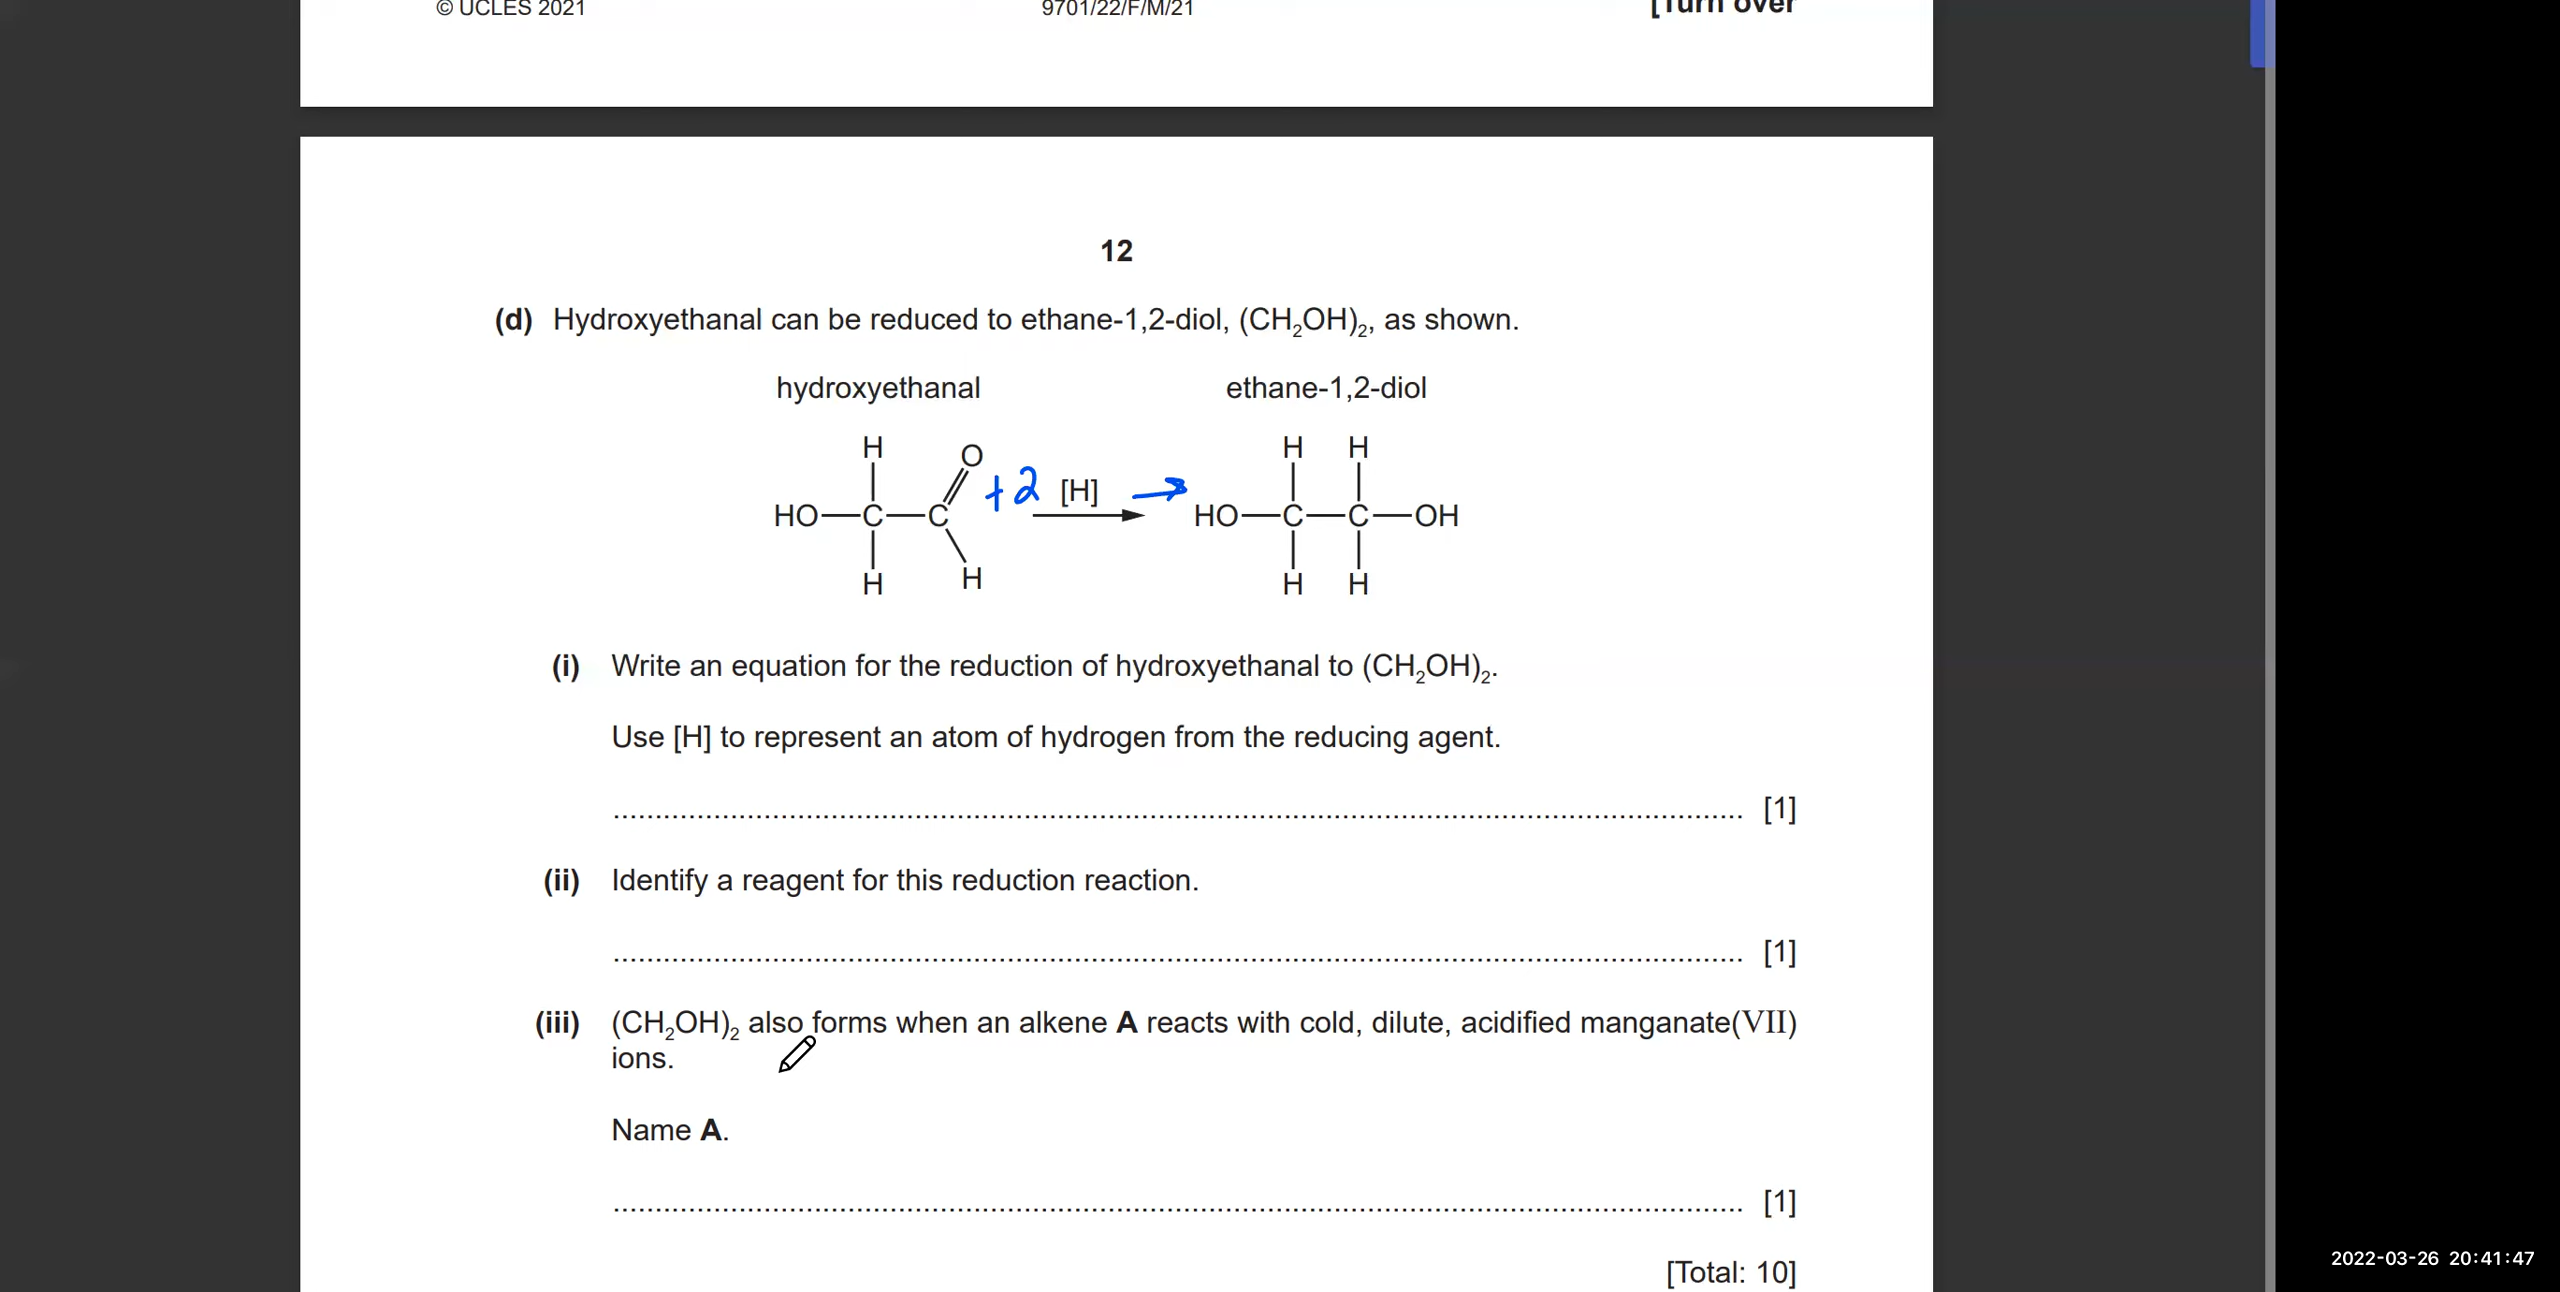 © UCLES 2021 9701/22/F/M/21 [Turn over
12
(d) Hydroxyethanal can be reduced to ethane-1,2-diol, (CH₂OH)₂, as shown.
hydroxyethanal ethane-1,2-diol
H O H H
+2 [H] →
HO C C HO C C OH
H H H H
(i) Write an equation for the reduction of hydroxyethanal to (CH₂OH)₂.
Use [H] to represent an atom of hydrogen from the reducing agent.
[1]
(ii) Identify a reagent for this reduction reaction.
[1]
(iii) (CH₂OH)₂ also forms when an alkene A reacts with cold, dilute, acidified manganate(VII)
ions.
Name A.
[1]
[Total: 10]
2022-03-26 20:41:47